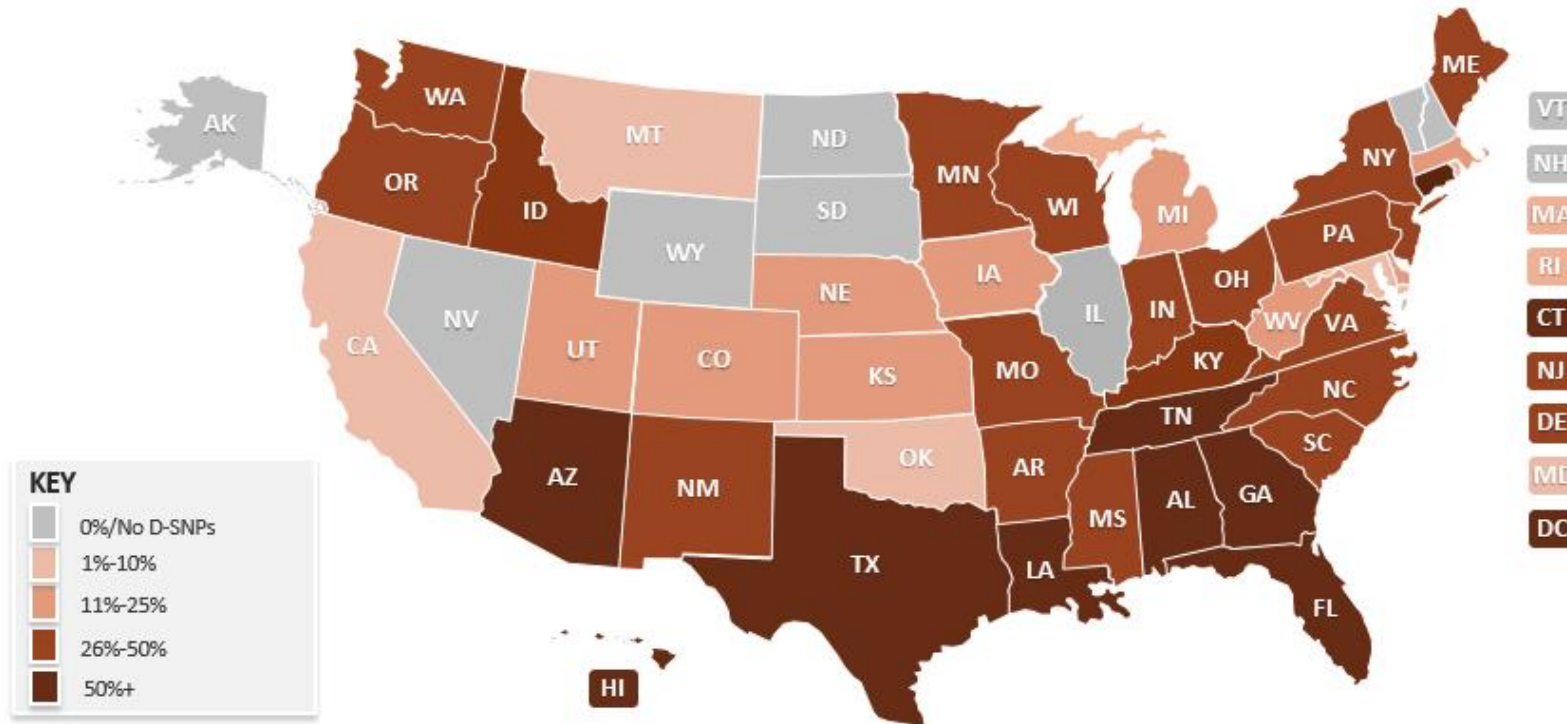 ME
WA
VT
AK
MT
ND
NH
MN
NY
OR
WI
MI
MA
ID
SD
PA
RI
WY
IA
OH
NE
CT
NV
IL
IN
WV
VA
CA
UT
CO
KS
MO
KY
NJ
NC
TN
DE
OK
AR
SC
AZ
NM
MS
AL
GA
MD
DC
TX
LA
FL
HI
KEY
0%/No D-SNPs
1%-10%
11%-25%
26%-50%
50%+